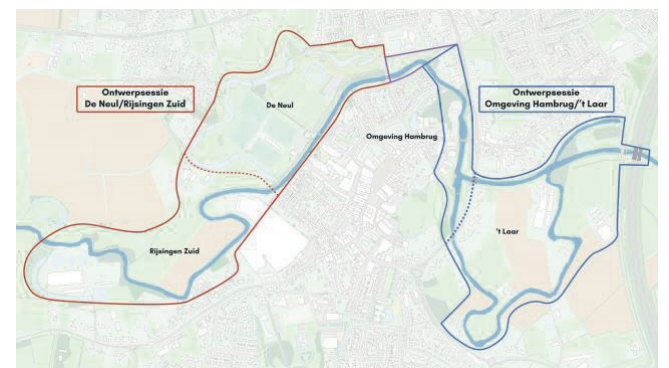 Ontwerpsessie
De Neul/Rijsingen Zuid
De Neul
Ontwerpsessie
Omgeving Hambrug/'t Laar
Omgeving Hambrug
't Laar
Rijsingen Zuid